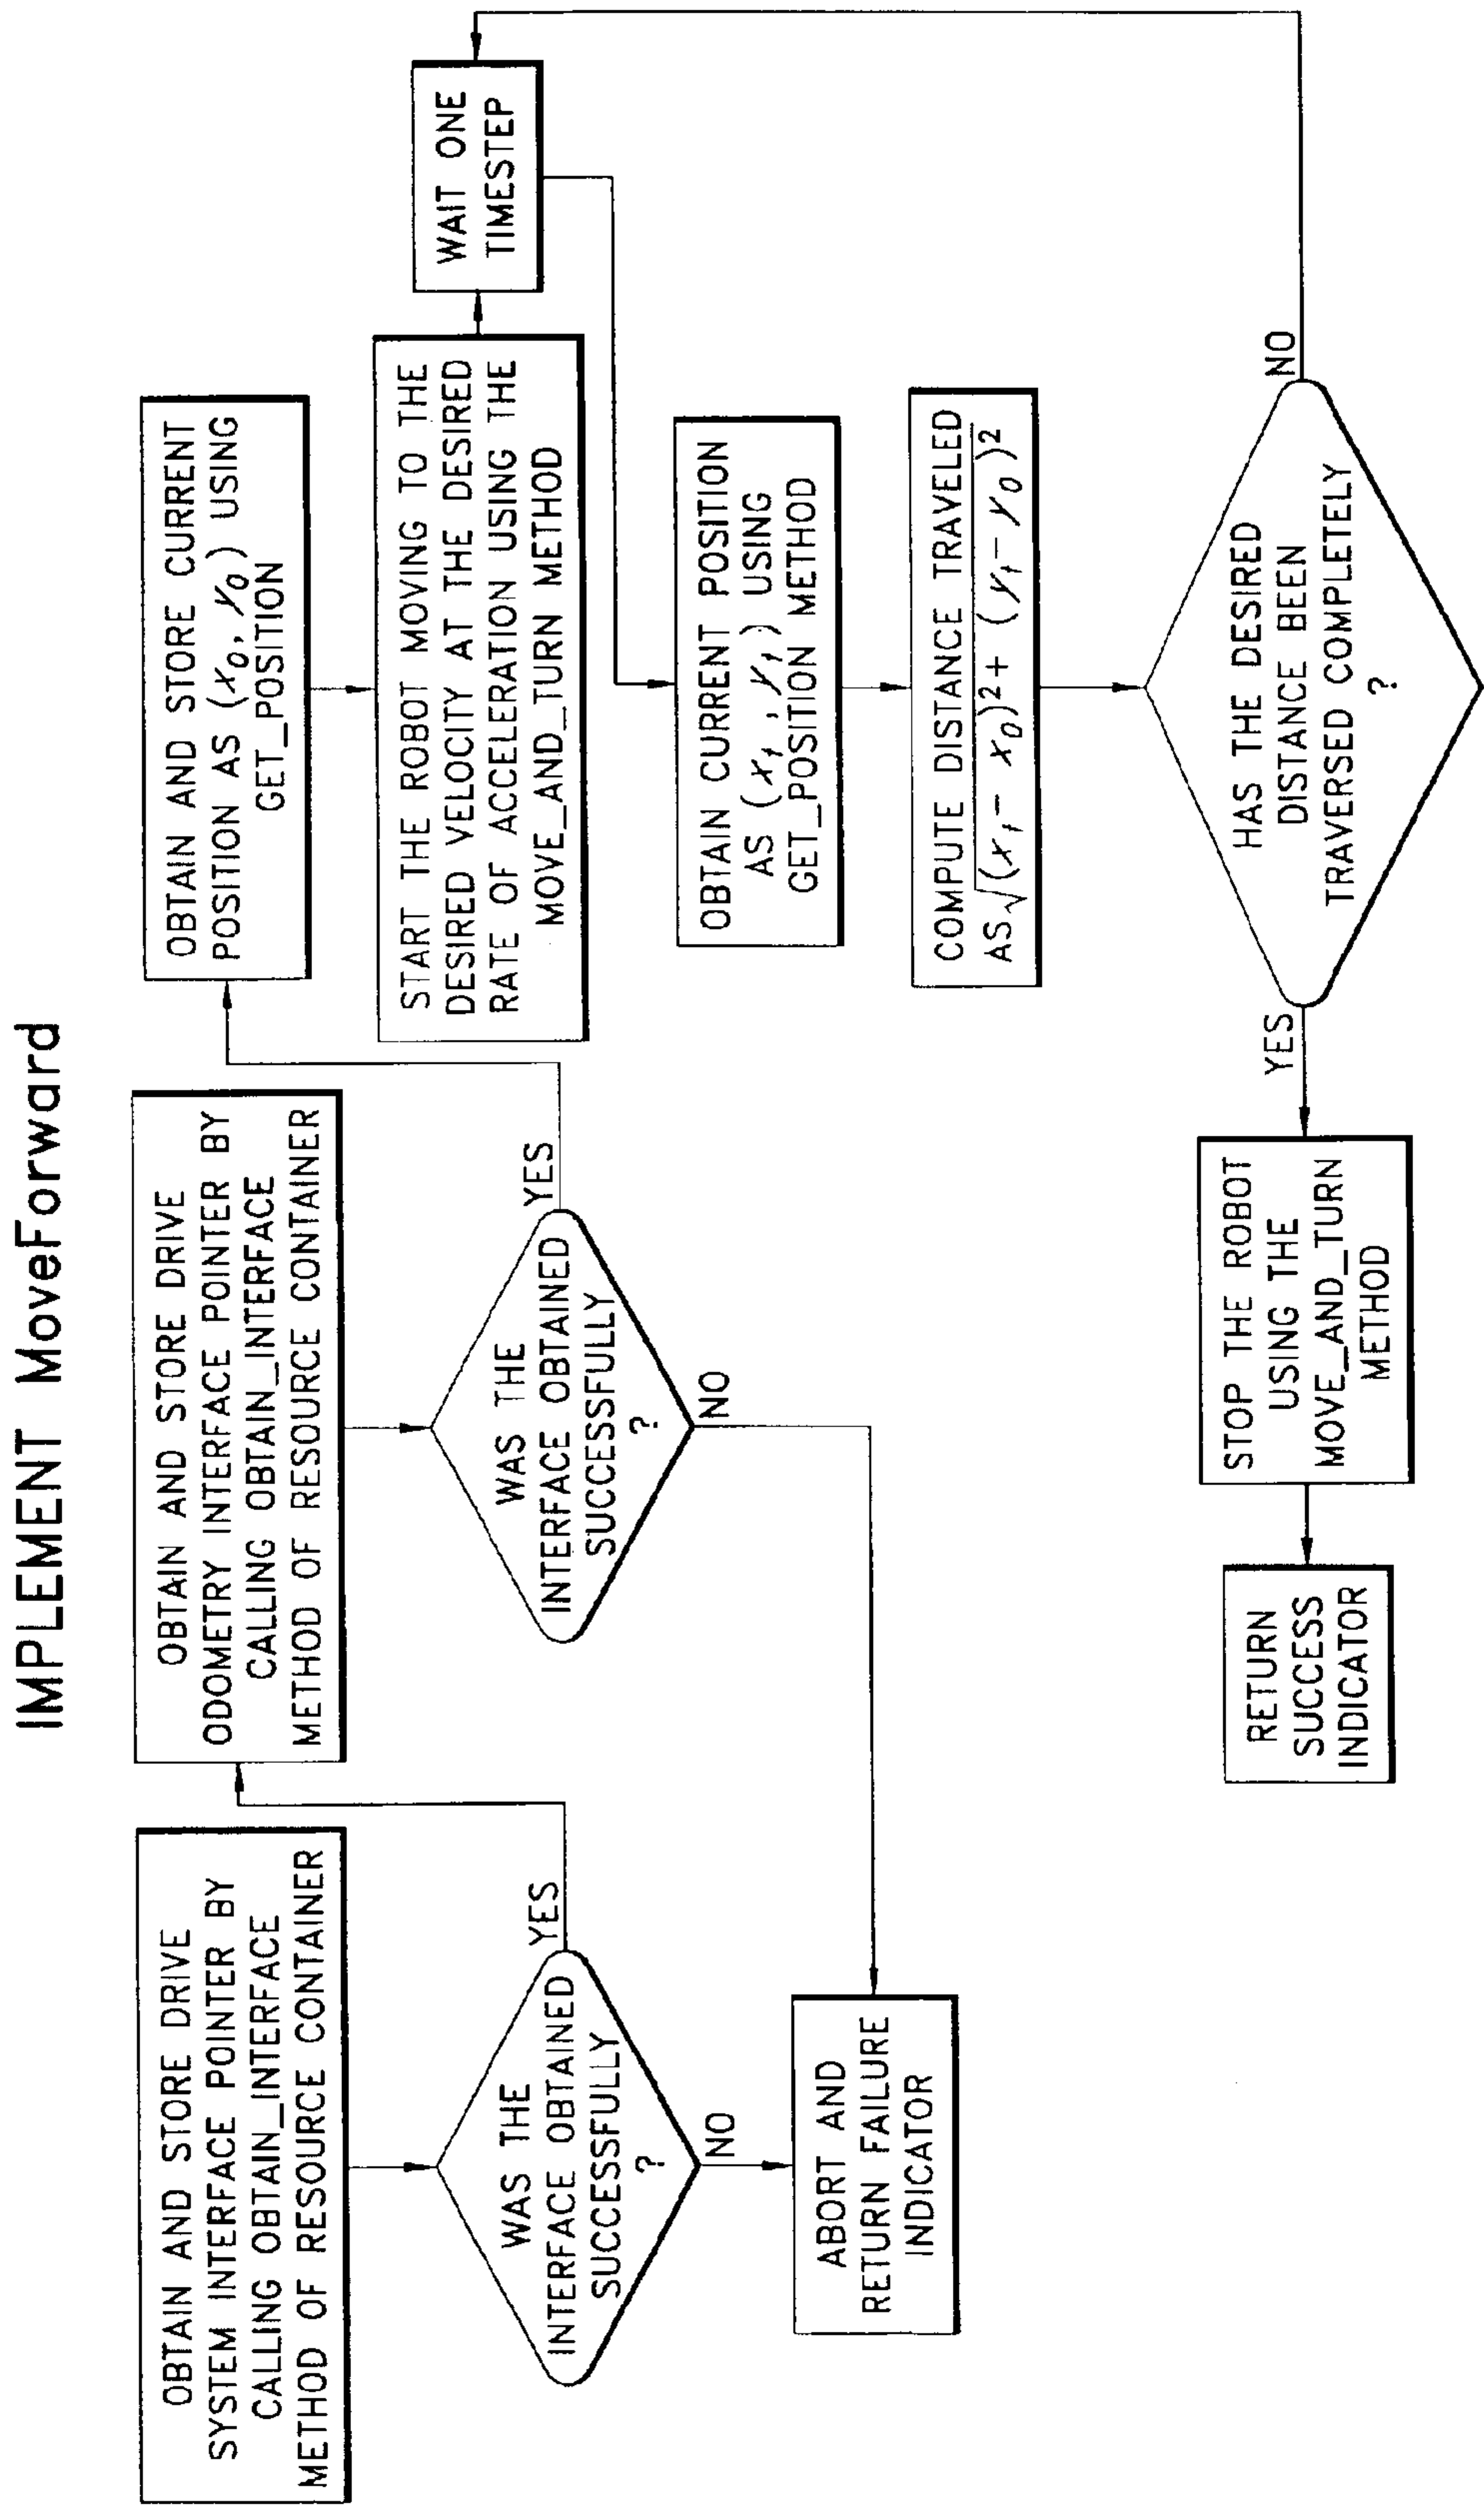 IMPLEMENT MoveForward
OBTAIN AND STORE DRIVE
SYSTEM INTERFACE POINTER BY
CALLING OBTAIN_INTERFACE
METHOD OF RESOURCE CONTAINER
WAS THE
INTERFACE OBTAINED
SUCCESSFULLY
?
YES
NO
ABORT AND
RETURN FAILURE
INDICATOR
OBTAIN AND STORE DRIVE
ODOMETRY INTERFACE POINTER BY
CALLING OBTAIN_INTERFACE
METHOD OF RESOURCE CONTAINER
WAS THE
INTERFACE OBTAINED
SUCCESSFULLY
?
YES
NO
OBTAIN AND STORE CURRENT
POSITION AS (x₀, y₀) USING
GET_POSITION
START THE ROBOT MOVING TO THE
DESIRED VELOCITY AT THE DESIRED
RATE OF ACCELERATION USING THE
MOVE_AND_TURN METHOD
WAIT ONE
TIMESTEP
OBTAIN CURRENT POSITION
AS (x₁, y₁) USING
GET_POSITION METHOD
COMPUTE DISTANCE TRAVELED
AS √(x₁ - x₀)² + (y₁ - y₀)²
HAS THE DESIRED
DISTANCE BEEN
TRAVERSED COMPLETELY
?
NO
YES
STOP THE ROBOT
USING THE
MOVE_AND_TURN
METHOD
RETURN
SUCCESS
INDICATOR